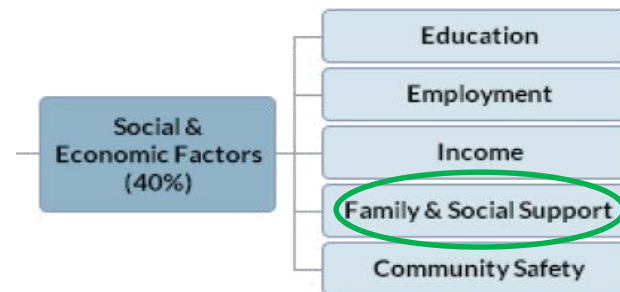 Social &
Economic Factors
(40%)
Education
Employment
Income
Family & Social Support
Community Safety